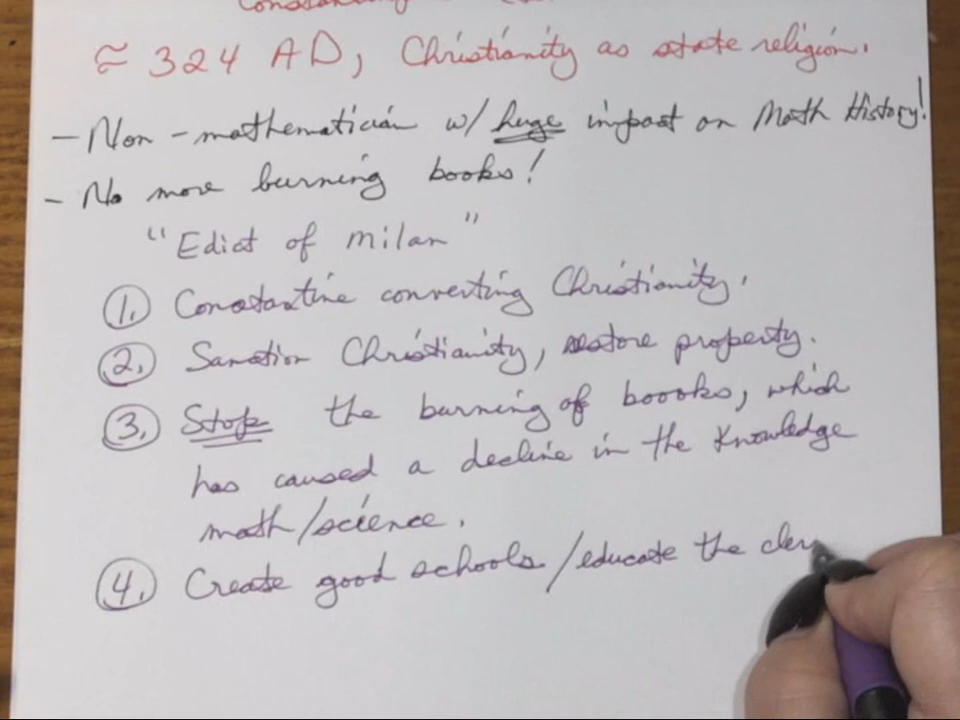 ≈ 324 AD, Christianity as state religion.
- Non-mathematician w/ huge impact on Math History!
- No more burning books!
"Edict of Milan"
1. Constantine converting Christianity.
2. Sanction Christianity, restore property.
3. Stop the burning of boooks, which
has caused a decline in the knowledge
math/science.
4. Create good schools/educate the cler